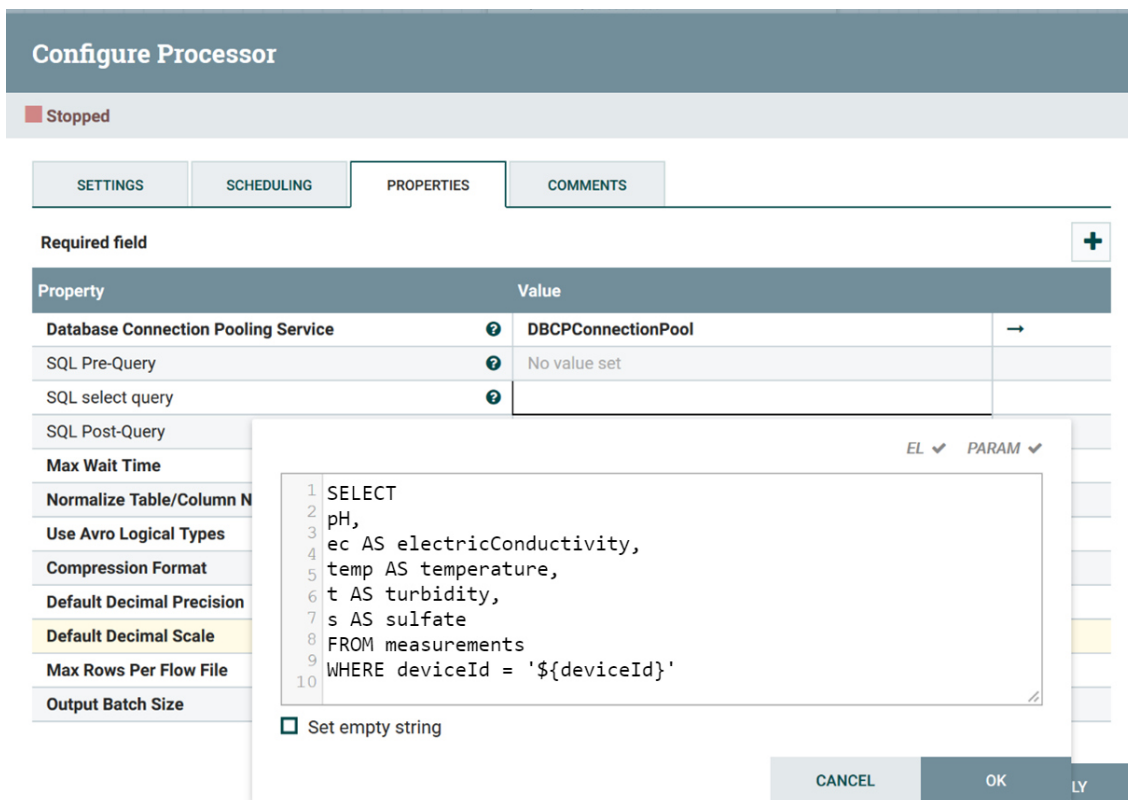 Configure Processor
Stopped
SETTINGS
SCHEDULING
PROPERTIES
COMMENTS
Required field
Property Value
Database Connection Pooling Service DBCPConnectionPool
SQL Pre-Query No value set
SQL select query
SQL Post-Query
Max Wait Time
Normalize Table/Column N
Use Avro Logical Types
Compression Format
Default Decimal Precision
Default Decimal Scale
Max Rows Per Flow File
Output Batch Size
EL PARAM
1 SELECT
2 pH,
3 ec AS electricConductivity,
4
5 temp AS temperature,
6 t AS turbidity,
7 s AS sulfate
8 FROM measurements
9 WHERE deviceId = '${deviceId}'
10
Set empty string
CANCEL
OK
LY